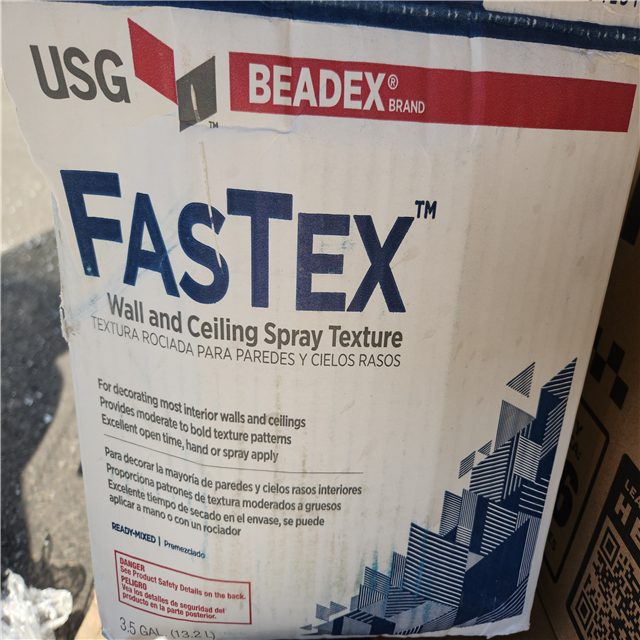 USG
BEADEX® BRAND
™
FASTEX™
Wall and Ceiling Spray Texture
TEXTURA ROCIADA PARA PAREDES Y CIELOS RASOS
For decorating most interior walls and ceilings
Provides moderate to bold texture patterns
Excellent open time, hand or spray apply
Para decorar la mayoría de paredes y cielos rasos interiores
Proporciona patrones de textura moderados a gruesos
Excelente tiempo de secado en el envase, se puede
aplicar a mano o con un rociador
READY-MIXED | Premezclado
DANGER
See Product Safety Details on the back.
PELIGRO
Vea los detalles de seguridad del
producto en la parte posterior.
3.5 GAL (13.2 L)